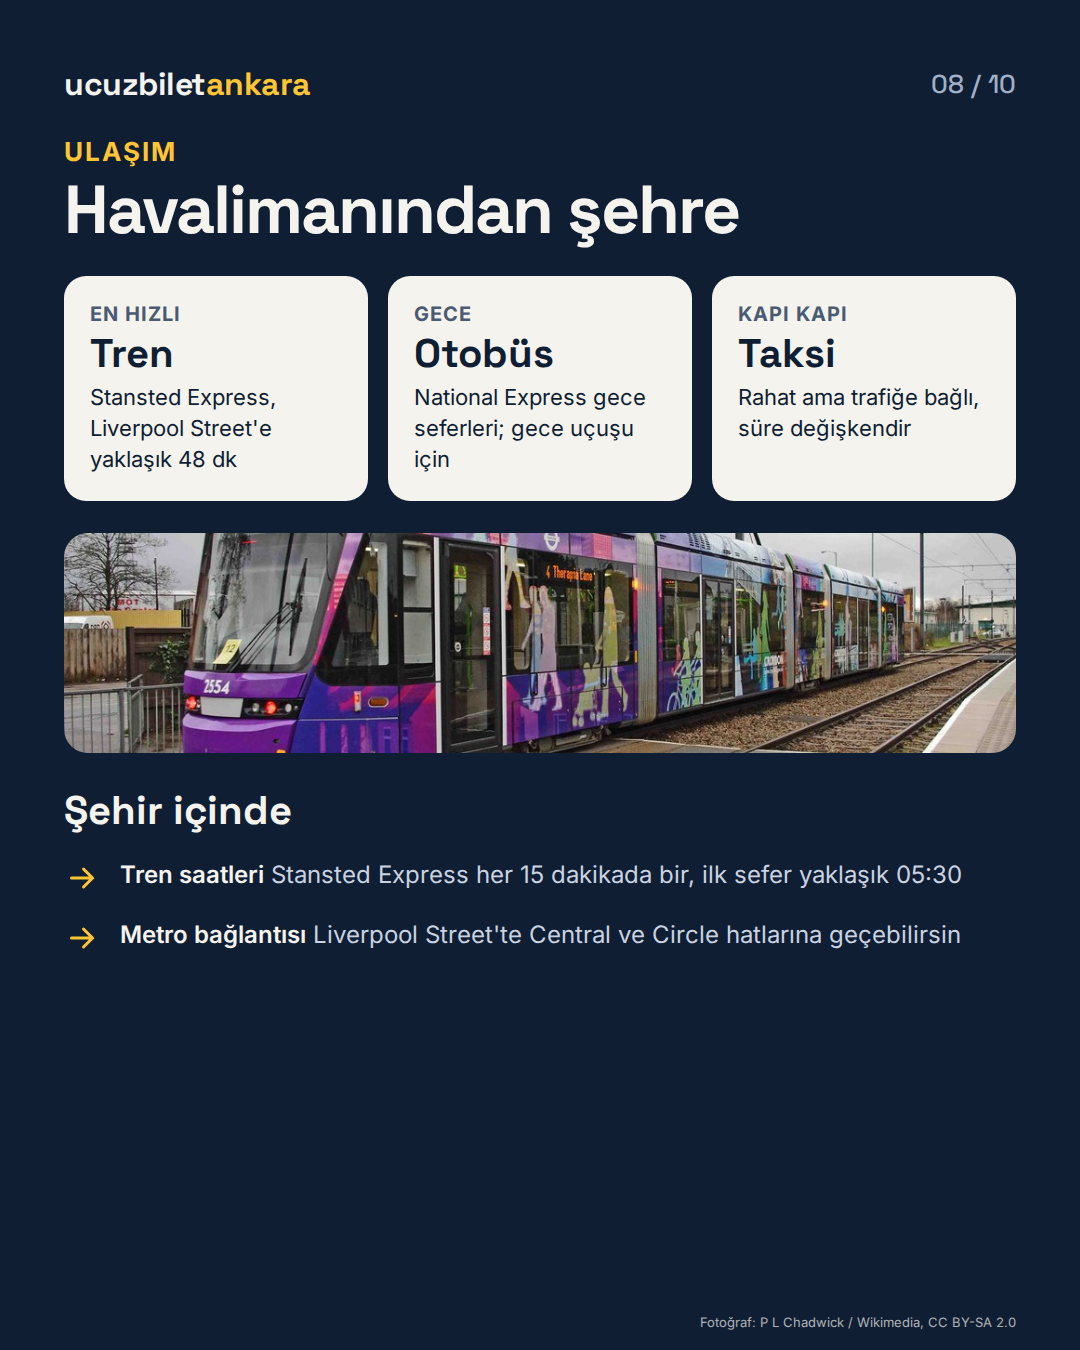 ucuzbiletankara
08 / 10
ULAŞIM
Havalimanından şehre
EN HIZLI
Tren
Stansted Express,
Liverpool Street'e
yaklaşık 48 dk
GECE
Otobüs
National Express gece
seferleri; gece uçuşu
için
KAPI KAPI
Taksi
Rahat ama trafiğe bağlı,
süre değişkendir
4 Therapia Lane
2554
Şehir içinde
→ Tren saatleri Stansted Express her 15 dakikada bir, ilk sefer yaklaşık 05:30
→ Metro bağlantısı Liverpool Street'te Central ve Circle hatlarına geçebilirsin
Fotoğraf: P L Chadwick / Wikimedia, CC BY-SA 2.0